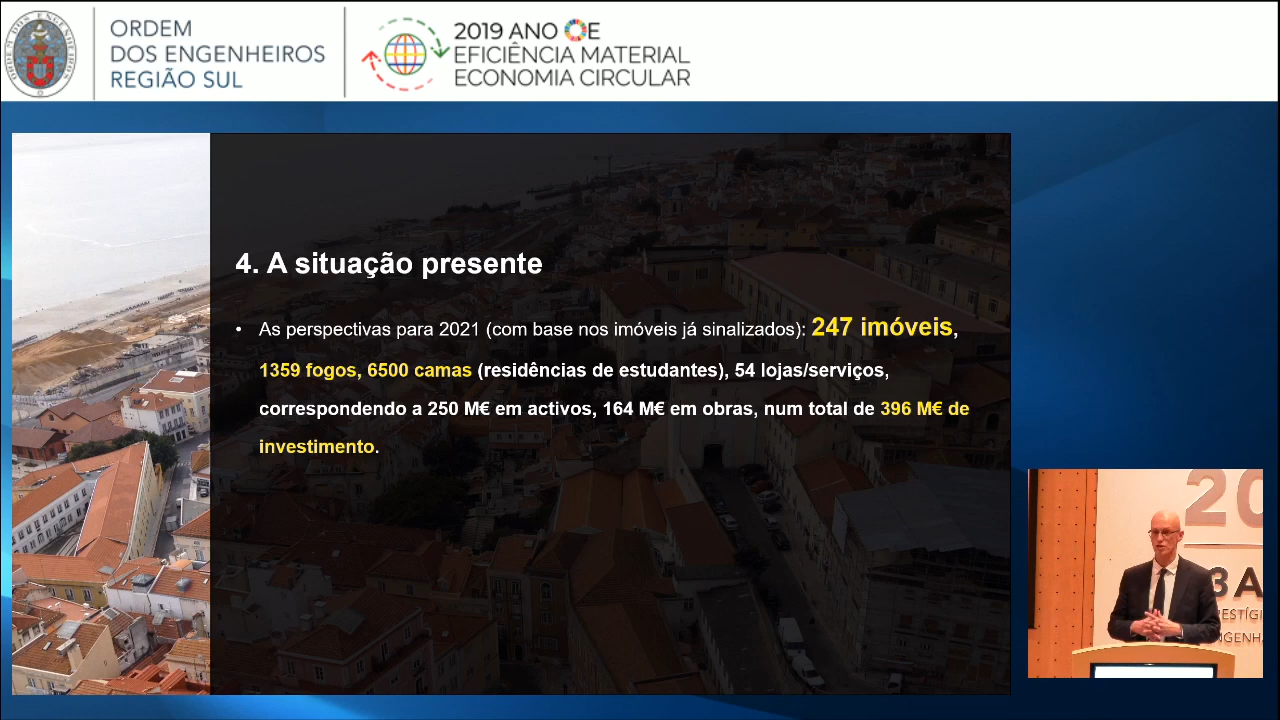 ORDEM
DOS ENGENHEIROS
REGIÃO SUL
2019 ANO OE
EFICIÊNCIA MATERIAL
ECONOMIA CIRCULAR
4. A situação presente
• As perspectivas para 2021 (com base nos imóveis já sinalizados): 247 imóveis,
1359 fogos, 6500 camas (residências de estudantes), 54 lojas/serviços,
correspondendo a 250 M€ em activos, 164 M€ em obras, num total de 396 M€ de
investimento.
20